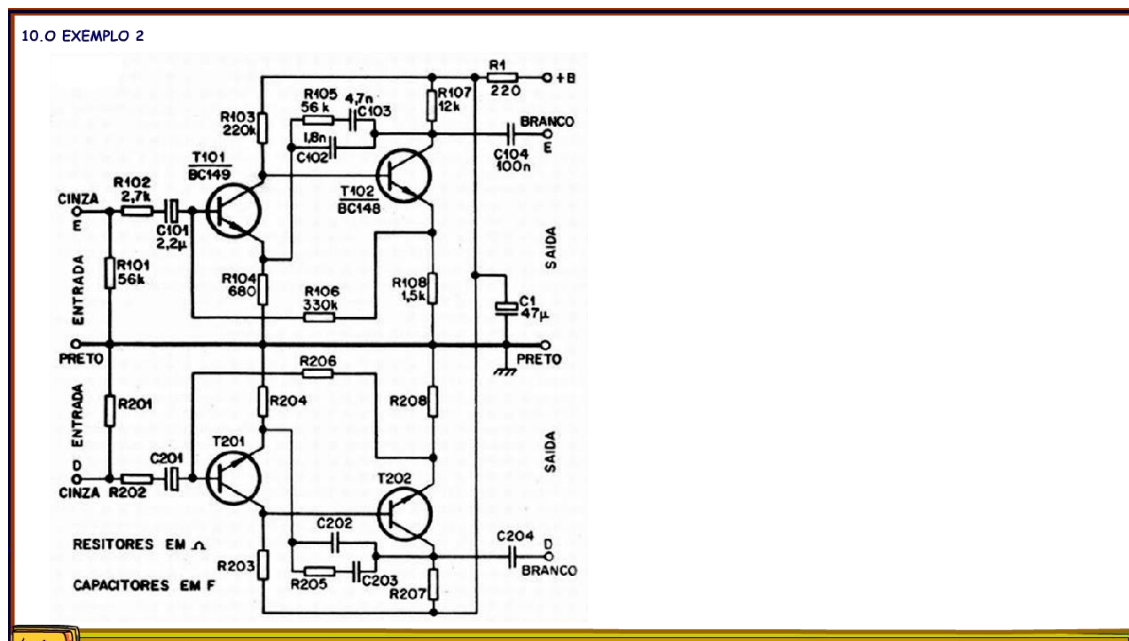 10.O EXEMPLO 2
R1
+B
220
R105
56 k
4,7n
C103
R107
12k
R103
220k
1,8n
C102
BRANCO
E
C104
100n
T101
BC149
T102
BC148
R102
2,7k
CINZA
E
C101
2,2µ
R101
56k
ENTRADA
R104
680
R106
330k
R108
1,5k
SAIDA
C1
47µ
PRETO
PRETO
R206
R201
ENTRADA
R204
R208
T201
C201
D
CINZA
R202
T202
SAIDA
C202
C204
D
BRANCO
RESITORES EM Ω
R203
R205
C203
R207
CAPACITORES EM F